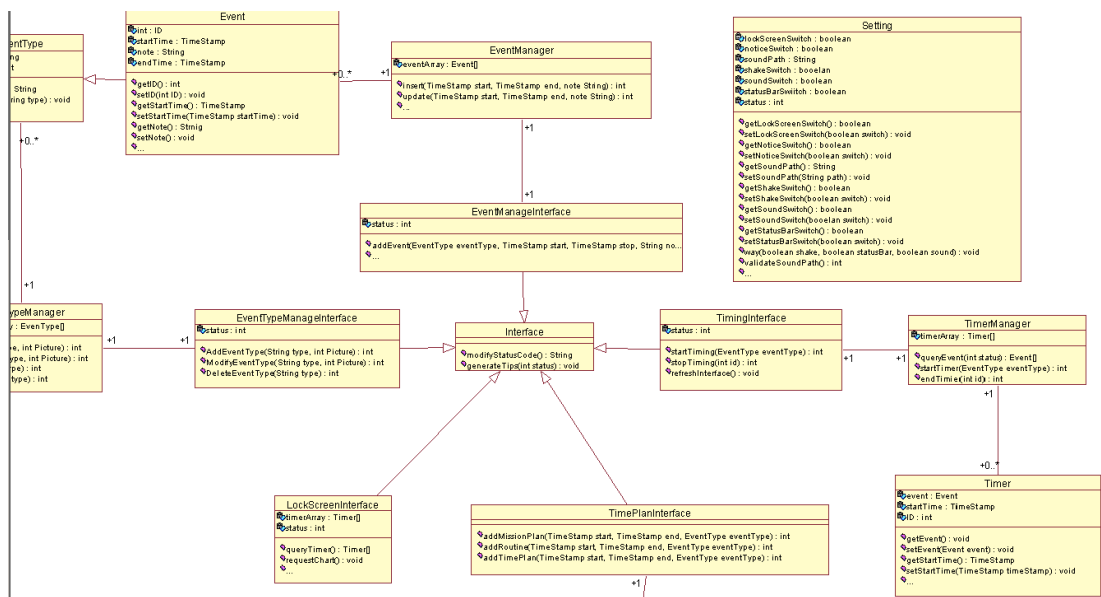 Event
int : ID
startTime : TimeStamp
note : String
endTime : TimeStamp
getID() : int
setID(int ID) : void
getStartTime() : TimeStamp
setStartTime(TimeStamp startTime) : void
getNote() : Strnig
setNote() : void
...
entType
ng
t
String
ring type) : void
+0..*
+1
EventManager
eventArray : Event[]
insert(TimeStamp start, TimeStamp end, note String) : int
update(TimeStamp start, TimeStamp end, note String) : int
...
+0..*
+1
+1
+1
Setting
lockScreenSwitch : boolean
noticeSwitch : boolean
soundPath : String
shakeSwitch : booelan
soundSwitch : boolean
statusBarSwitch : boolean
status : int
getLockScreenSwitch() : boolean
setLockScreenSwitch(boolean switch) : void
getNoticeSwitch() : boolean
setNoticeSwitch(boolean switch) : void
getSoundPath() : String
setSoundPath(String path) : void
getShakeSwitch() : boolean
setShakeSwitch(boolean switch) : void
getSoundSwitch() : boolean
setSoundSwitch(boolean switch) : void
getStatusBarSwitch() : boolean
setStatusBarSwitch(boolean switch) : void
way(boolean shake, boolean statusBar, boolean sound) : void
validateSoundPath() : int
...
EventManageInterface
status : int
addEvent(EventType eventType, TimeStamp start, TimeStamp stop, String no...
...
ypeManager
y : EvenType[]
pe, int Picture) : int
type, int Picture) : int
ype) : int
type) : int
+1
+1
EventTypeManageInterface
status : int
AddEventType(String type, int Picture) : int
ModifyEventType(String type, int Picture) : int
DeleteEventType(String type) : int
Interface
modifyStatusCode() : String
generateTips(int status) : void
TimingInterface
status : int
startTiming(EventType eventType) : int
stopTiming(int id) : int
refreshInterface() : void
+1
+1
TimerManager
timerArray : Timer[]
queryEvent(int status) : Event[]
startTimer(EventType eventType) : int
endTimier(int id) : int
+1
+0..*
LockScreenInterface
timerArray : Timer[]
status : int
queryTimer() : Timer[]
requestChart() : void
...
TimePlanInterface
addMissionPlan(TimeStamp start, TimeStamp end, EventType eventType) : int
addRoutine(TimeStamp start, TimeStamp end, EventType eventType) : int
addTimePlan(TimeStamp start, TimeStamp end, EventType eventType) : int
+1
Timer
event : Event
startTime : TiimeStamp
ID : int
getEvent() : void
setEvent(Event event) : void
getStartTime() : TimeStamp
setStartTime(TimeStamp timeStamp) : void
...